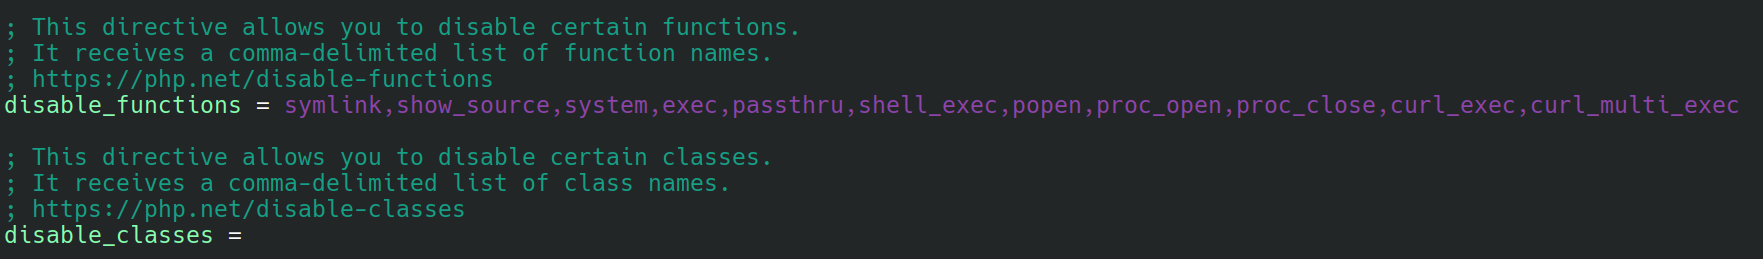 ; This directive allows you to disable certain functions.
; It receives a comma-delimited list of function names.
; https://php.net/disable-functions
disable_functions = symlink,show_source,system,exec,passthru,shell_exec,popen,proc_open,proc_close,curl_exec,curl_multi_exec
; This directive allows you to disable certain classes.
; It receives a comma-delimited list of class names.
; https://php.net/disable-classes
disable_classes =